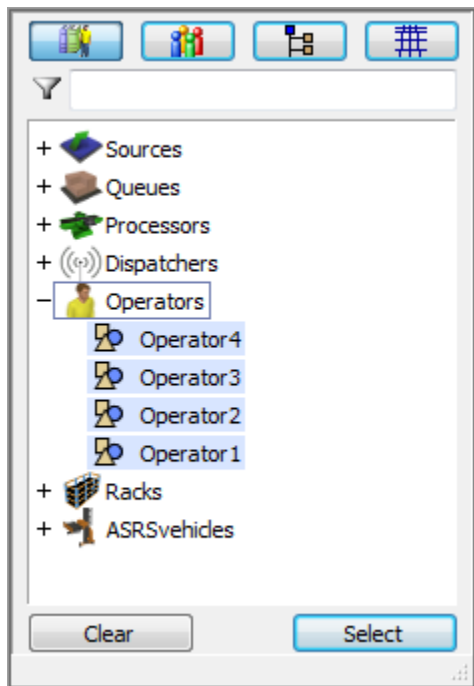 Sources
Queues
Processors
Dispatchers
Operators
Operator4
Operator3
Operator2
Operator1
Racks
ASRSvehicles
Clear Select